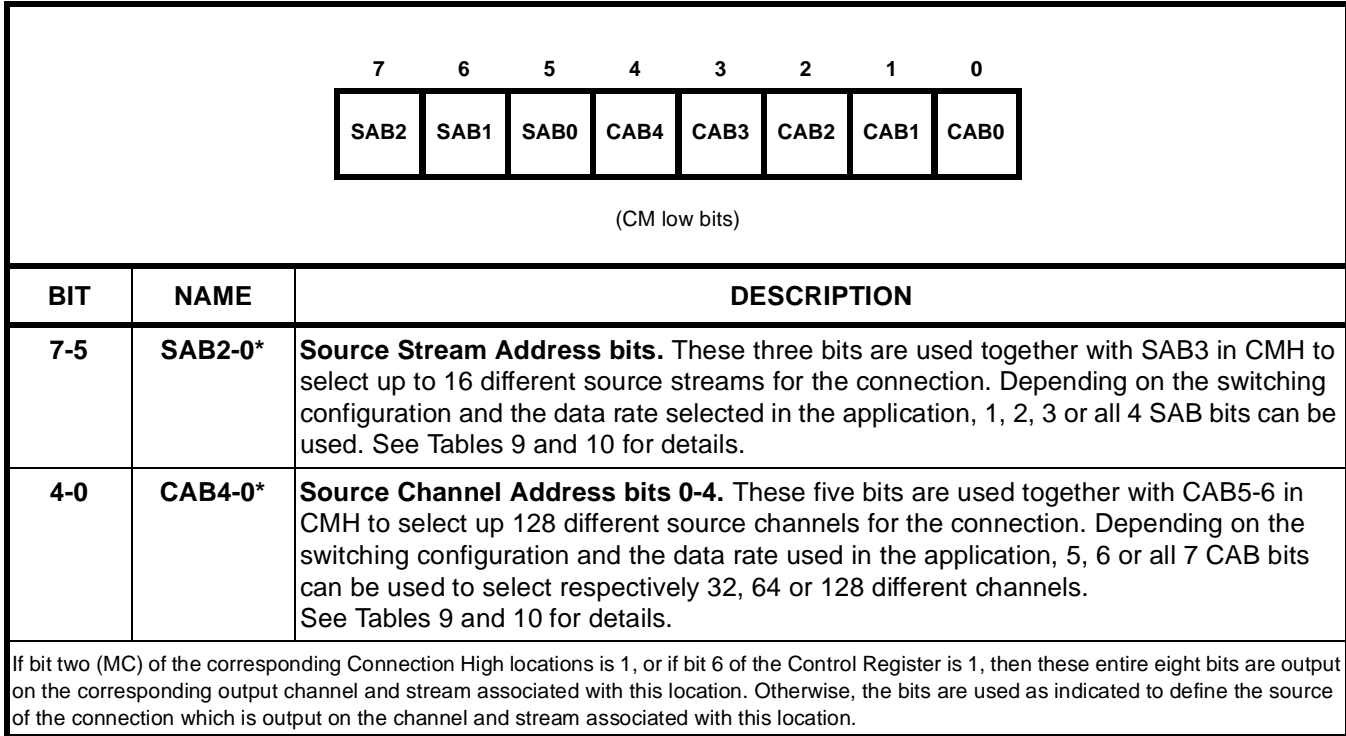 7 6 5 4 3 2 1 0
SAB2 SAB1 SAB0 CAB4 CAB3 CAB2 CAB1 CAB0
(CM low bits)
BIT NAME DESCRIPTION
7-5 SAB2-0* Source Stream Address bits. These three bits are used together with SAB3 in CMH to
select up to 16 different source streams for the connection. Depending on the switching
configuration and the data rate selected in the application, 1, 2, 3 or all 4 SAB bits can be
used. See Tables 9 and 10 for details.
4-0 CAB4-0* Source Channel Address bits 0-4. These five bits are used together with CAB5-6 in
CMH to select up 128 different source channels for the connection. Depending on the
switching configuration and the data rate used in the application, 5, 6 or all 7 CAB bits
can be used to select respectively 32, 64 or 128 different channels.
See Tables 9 and 10 for details.
If bit two (MC) of the corresponding Connection High locations is 1, or if bit 6 of the Control Register is 1, then these entire eight bits are output
on the corresponding output channel and stream associated with this location. Otherwise, the bits are used as indicated to define the source
of the connection which is output on the channel and stream associated with this location.